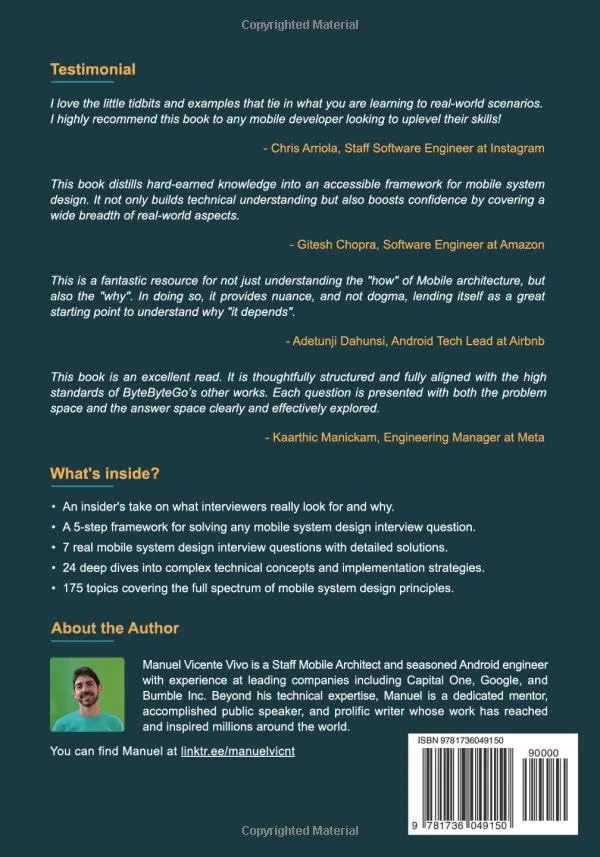 Copyrighted Material
Testimonial
I love the little tidbits and examples that tie in what you are learning to real-world scenarios.
I highly recommend this book to any mobile developer looking to uplevel their skills!
- Chris Arriola, Staff Software Engineer at Instagram
This book distills hard-earned knowledge into an accessible framework for mobile system
design. It not only builds technical understanding but also boosts confidence by covering a
wide breadth of real-world aspects.
- Gitesh Chopra, Software Engineer at Amazon
This is a fantastic resource for not just understanding the "how" of Mobile architecture, but
also the "why". In doing so, it provides nuance, and not dogma, lending itself as a great
starting point to understand why "it depends".
- Adetunji Dahunsi, Android Tech Lead at Airbnb
This book is an excellent read. It is thoughtfully structured and fully aligned with the high
standards of ByteByteGo's other works. Each question is presented with both the problem
space and the answer space clearly and effectively explored.
- Kaarthic Manickam, Engineering Manager at Meta
What's inside?
• An insider's take on what interviewers really look for and why.
• A 5-step framework for solving any mobile system design interview question.
• 7 real mobile system design interview questions with detailed solutions.
• 24 deep dives into complex technical concepts and implementation strategies.
• 175 topics covering the full spectrum of mobile system design principles.
About the Author
Manuel Vicente Vivo is a Staff Mobile Architect and seasoned Android engineer
with experience at leading companies including Capital One, Google, and
Bumble Inc. Beyond his technical expertise, Manuel is a dedicated mentor,
accomplished public speaker, and prolific writer whose work has reached
and inspired millions around the world.
You can find Manuel at linktr.ee/manuelvicnt
ISBN 9781736049150
90000
9 781736 049150
Copyrighted Material